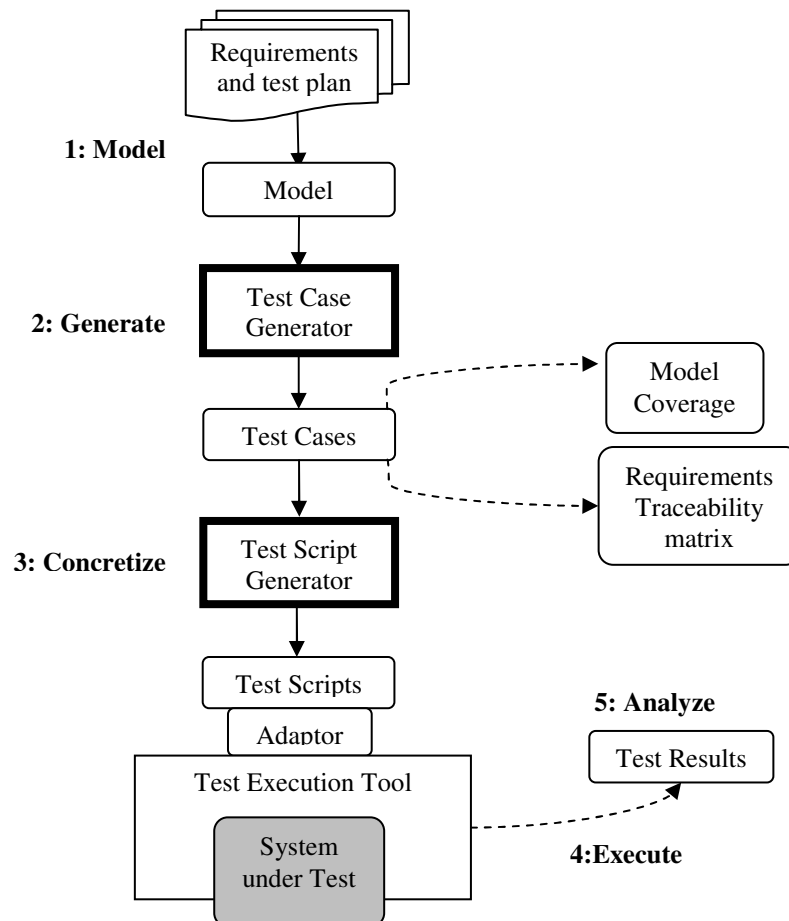 Requirements
and test plan
1: Model
Model
Test Case
Generator
2: Generate
Model
Coverage
Test Cases
Requirements
Traceability
matrix
Test Script
Generator
3: Concretize
Test Scripts
5: Analyze
Adaptor
Test Results
Test Execution Tool
4:Execute
System
under Test